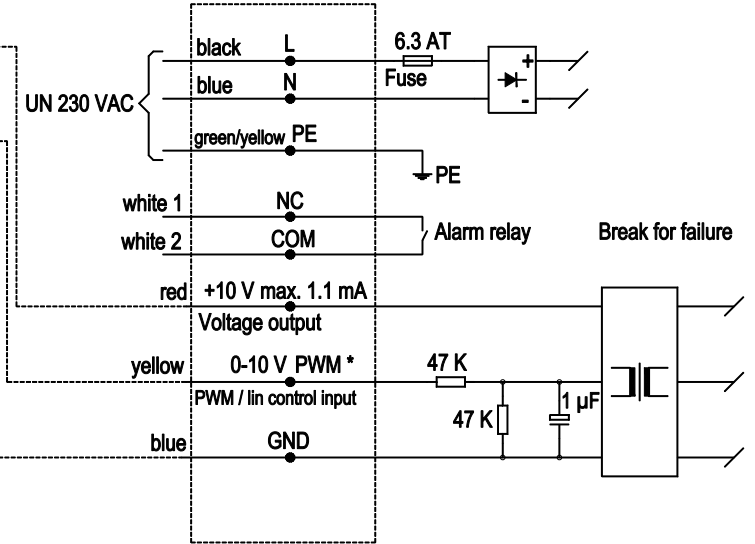 black L 6.3 AT
Fuse
+
-
UN 230 VAC
blue N
green/yellow PE
PE
white 1 NC
white 2 COM
Alarm relay
Break for failure
red +10 V max. 1.1 mA
Voltage output
yellow 0-10 V PWM *
PWM / lin control input
47 K
47 K
1 µF
blue GND